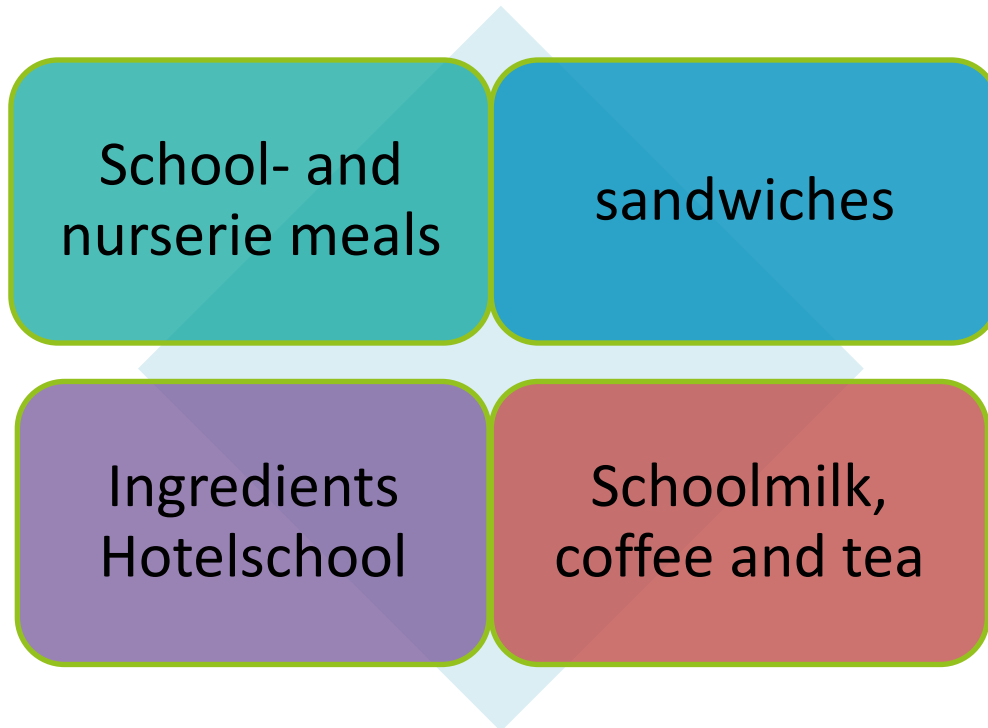 School- and
nurserie meals
sandwiches
Ingredients
Hotelschool
Schoolmilk,
coffee and tea